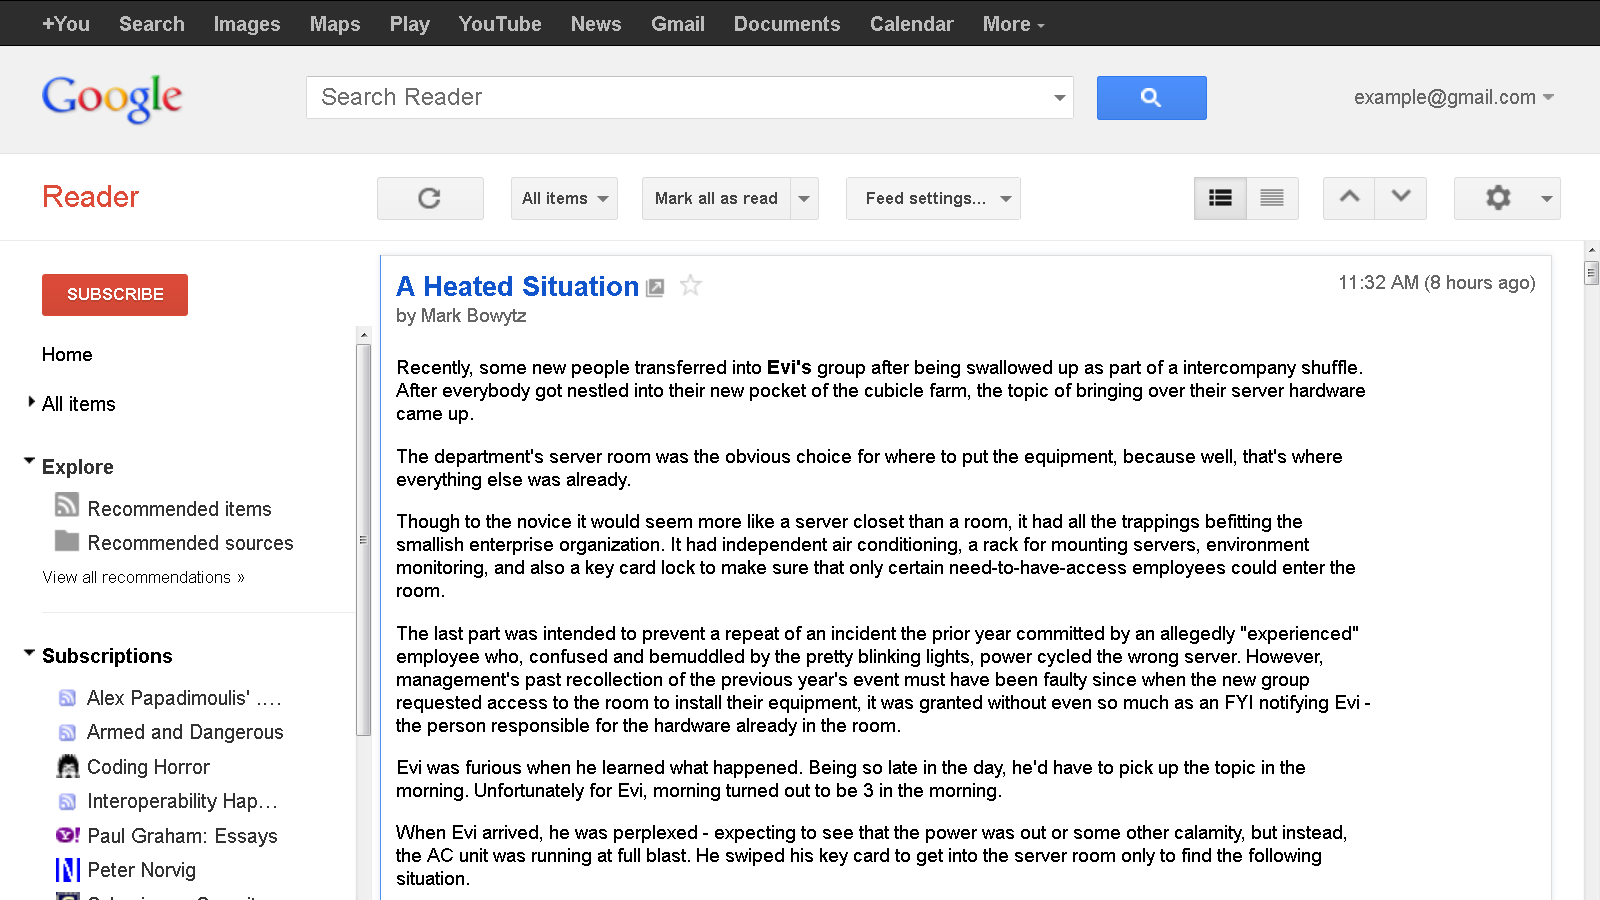 +You Search Images Maps Play YouTube News Gmail Documents Calendar More
Google
Search Reader
example@gmail.com
Reader
All items
Mark all as read
Feed settings...
SUBSCRIBE
Home
All items
Explore
Recommended items
Recommended sources
View all recommendations »
Subscriptions
Alex Papadimoulis' ....
Armed and Dangerous
Coding Horror
Interoperability Hap...
Paul Graham: Essays
Peter Norvig
A Heated Situation
11:32 AM (8 hours ago)
by Mark Bowytz
Recently, some new people transferred into Evi's group after being swallowed up as part of a intercompany shuffle.
After everybody got nestled into their new pocket of the cubicle farm, the topic of bringing over their server hardware
came up.
The department's server room was the obvious choice for where to put the equipment, because well, that's where
everything else was already.
Though to the novice it would seem more like a server closet than a room, it had all the trappings befitting the
smallish enterprise organization. It had independent air conditioning, a rack for mounting servers, environment
monitoring, and also a key card lock to make sure that only certain need-to-have-access employees could enter the
room.
The last part was intended to prevent a repeat of an incident the prior year committed by an allegedly "experienced"
employee who, confused and bemuddled by the pretty blinking lights, power cycled the wrong server. However,
management's past recollection of the previous year's event must have been faulty since when the new group
requested access to the room to install their equipment, it was granted without even so much as an FYI notifying Evi -
the person responsible for the hardware already in the room.
Evi was furious when he learned what happened. Being so late in the day, he'd have to pick up the topic in the
morning. Unfortunately for Evi, morning turned out to be 3 in the morning.
When Evi arrived, he was perplexed - expecting to see that the power was out or some other calamity, but instead,
the AC unit was running at full blast. He swiped his key card to get into the server room only to find the following
situation.